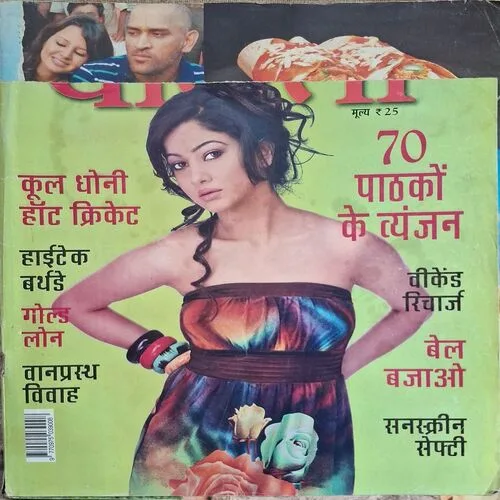 मूल्य ₹ 25
70
पाठकों
के व्यंजन
कूल धोनी
हॉट क्रिकेट
हाईटेक
बर्थडे
गोल्ड
लोन
वानप्रस्थ
विवाह
वीकेंड
रिचार्ज
बेल
बजाओ
सनस्क्रीन
सेफ्टी